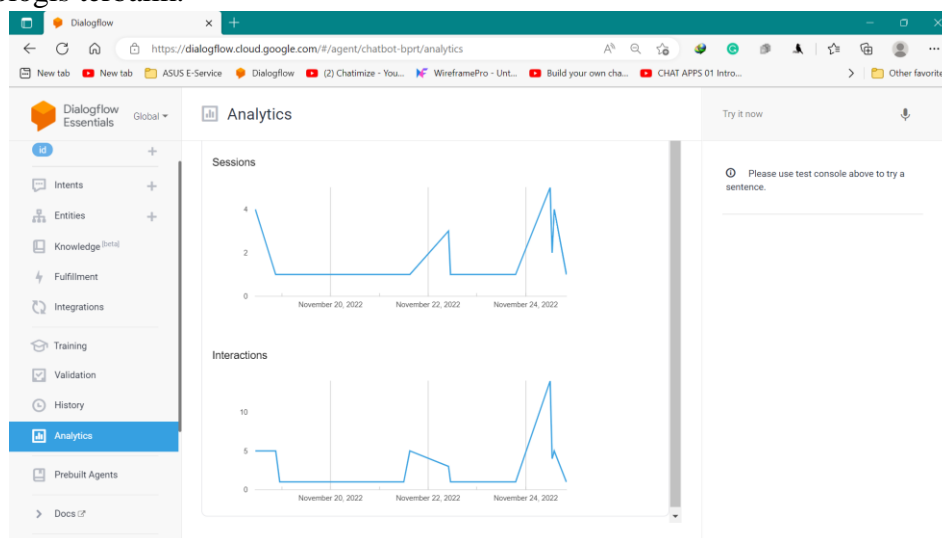 ologis terbaim.
Dialogflow
https://dialogflow.cloud.google.com/#/agent/chatbot-bprt/analytics
New tab New tab ASUS E-Service Dialogflow (2) Chatimize - You... WireframePro - Unt... Build your own cha... CHAT APPS 01 Intro... Other favorite
Dialogflow
Essentials
Global
Analytics
Try it now
id
Intents
Entities
Knowledge [beta]
Fulfillment
Integrations
Training
Validation
History
Analytics
Prebuilt Agents
Docs
Sessions
4
2
0
November 20, 2022 November 22, 2022 November 24, 2022
Interactions
10
5
0
November 20, 2022 November 22, 2022 November 24, 2022
Please use test console above to try a
sentence.